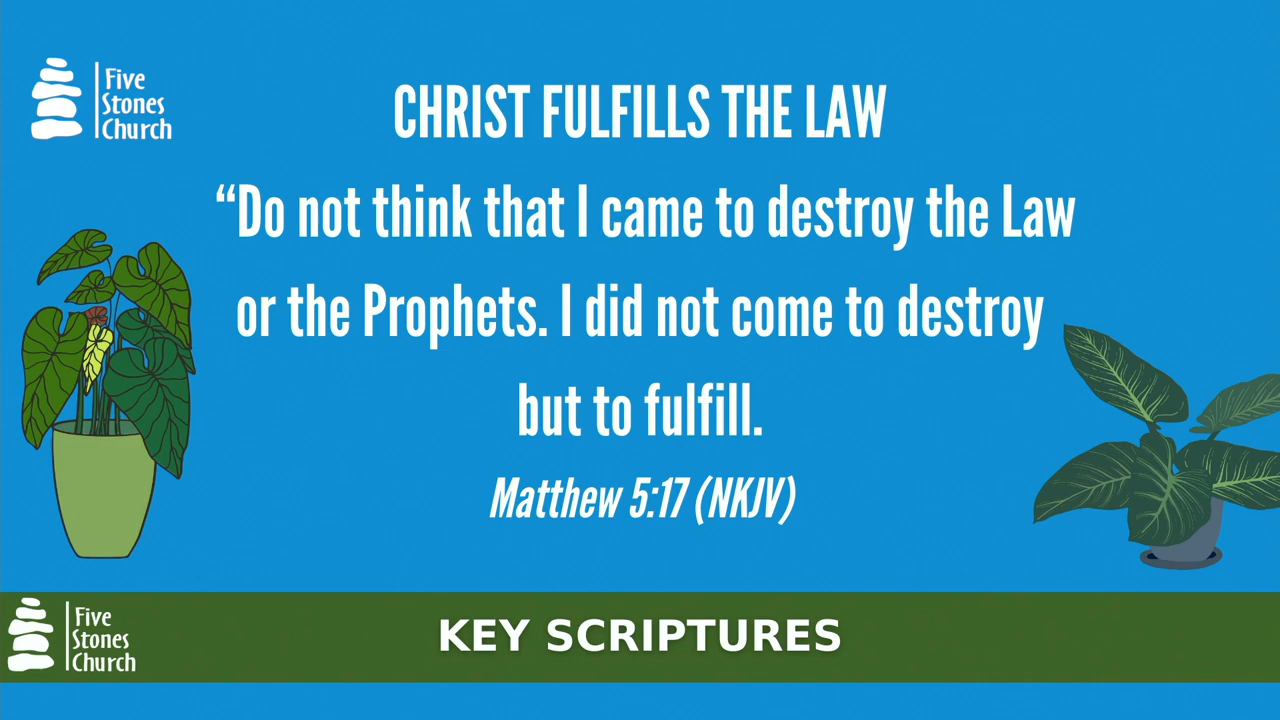 Five
Stones
Church
CHRIST FULFILLS THE LAW
“Do not think that I came to destroy the Law
or the Prophets. I did not come to destroy
but to fulfill.
Matthew 5:17 (NKJV)
Five
Stones
Church
KEY SCRIPTURES